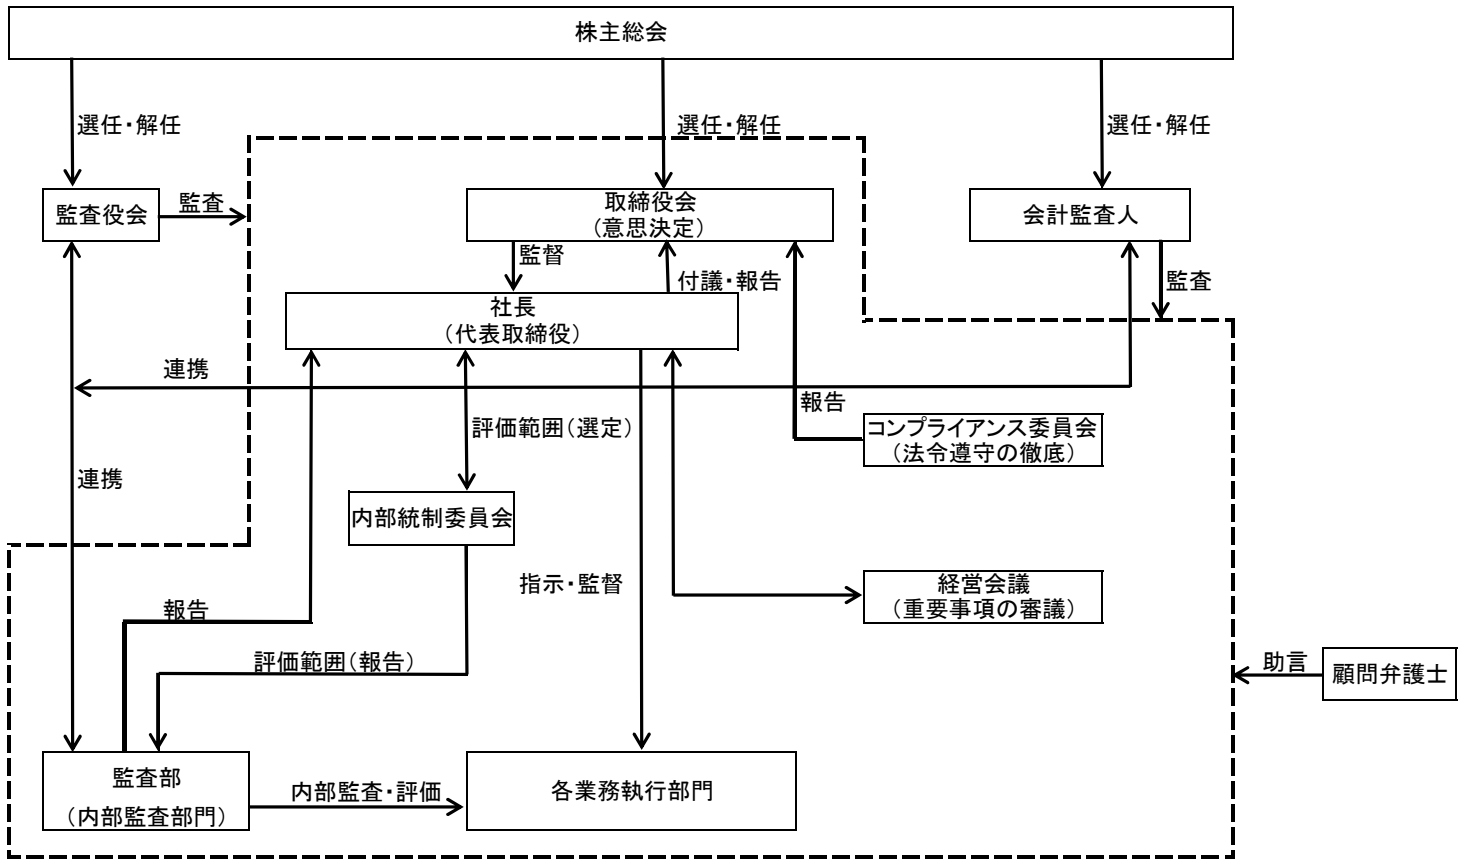 株主総会
選任・解任
選任・解任
選任・解任
監査役会
監査
取締役会
（意思決定）
会計監査人
監督
付議・報告
監査
社長
（代表取締役）
連携
報告
評価範囲（選定）
コンプライアンス委員会
（法令遵守の徹底）
連携
内部統制委員会
指示・監督
経営会議
（重要事項の審議）
報告
評価範囲（報告）
助言
顧問弁護士
監査部
（内部監査部門）
内部監査・評価
各業務執行部門